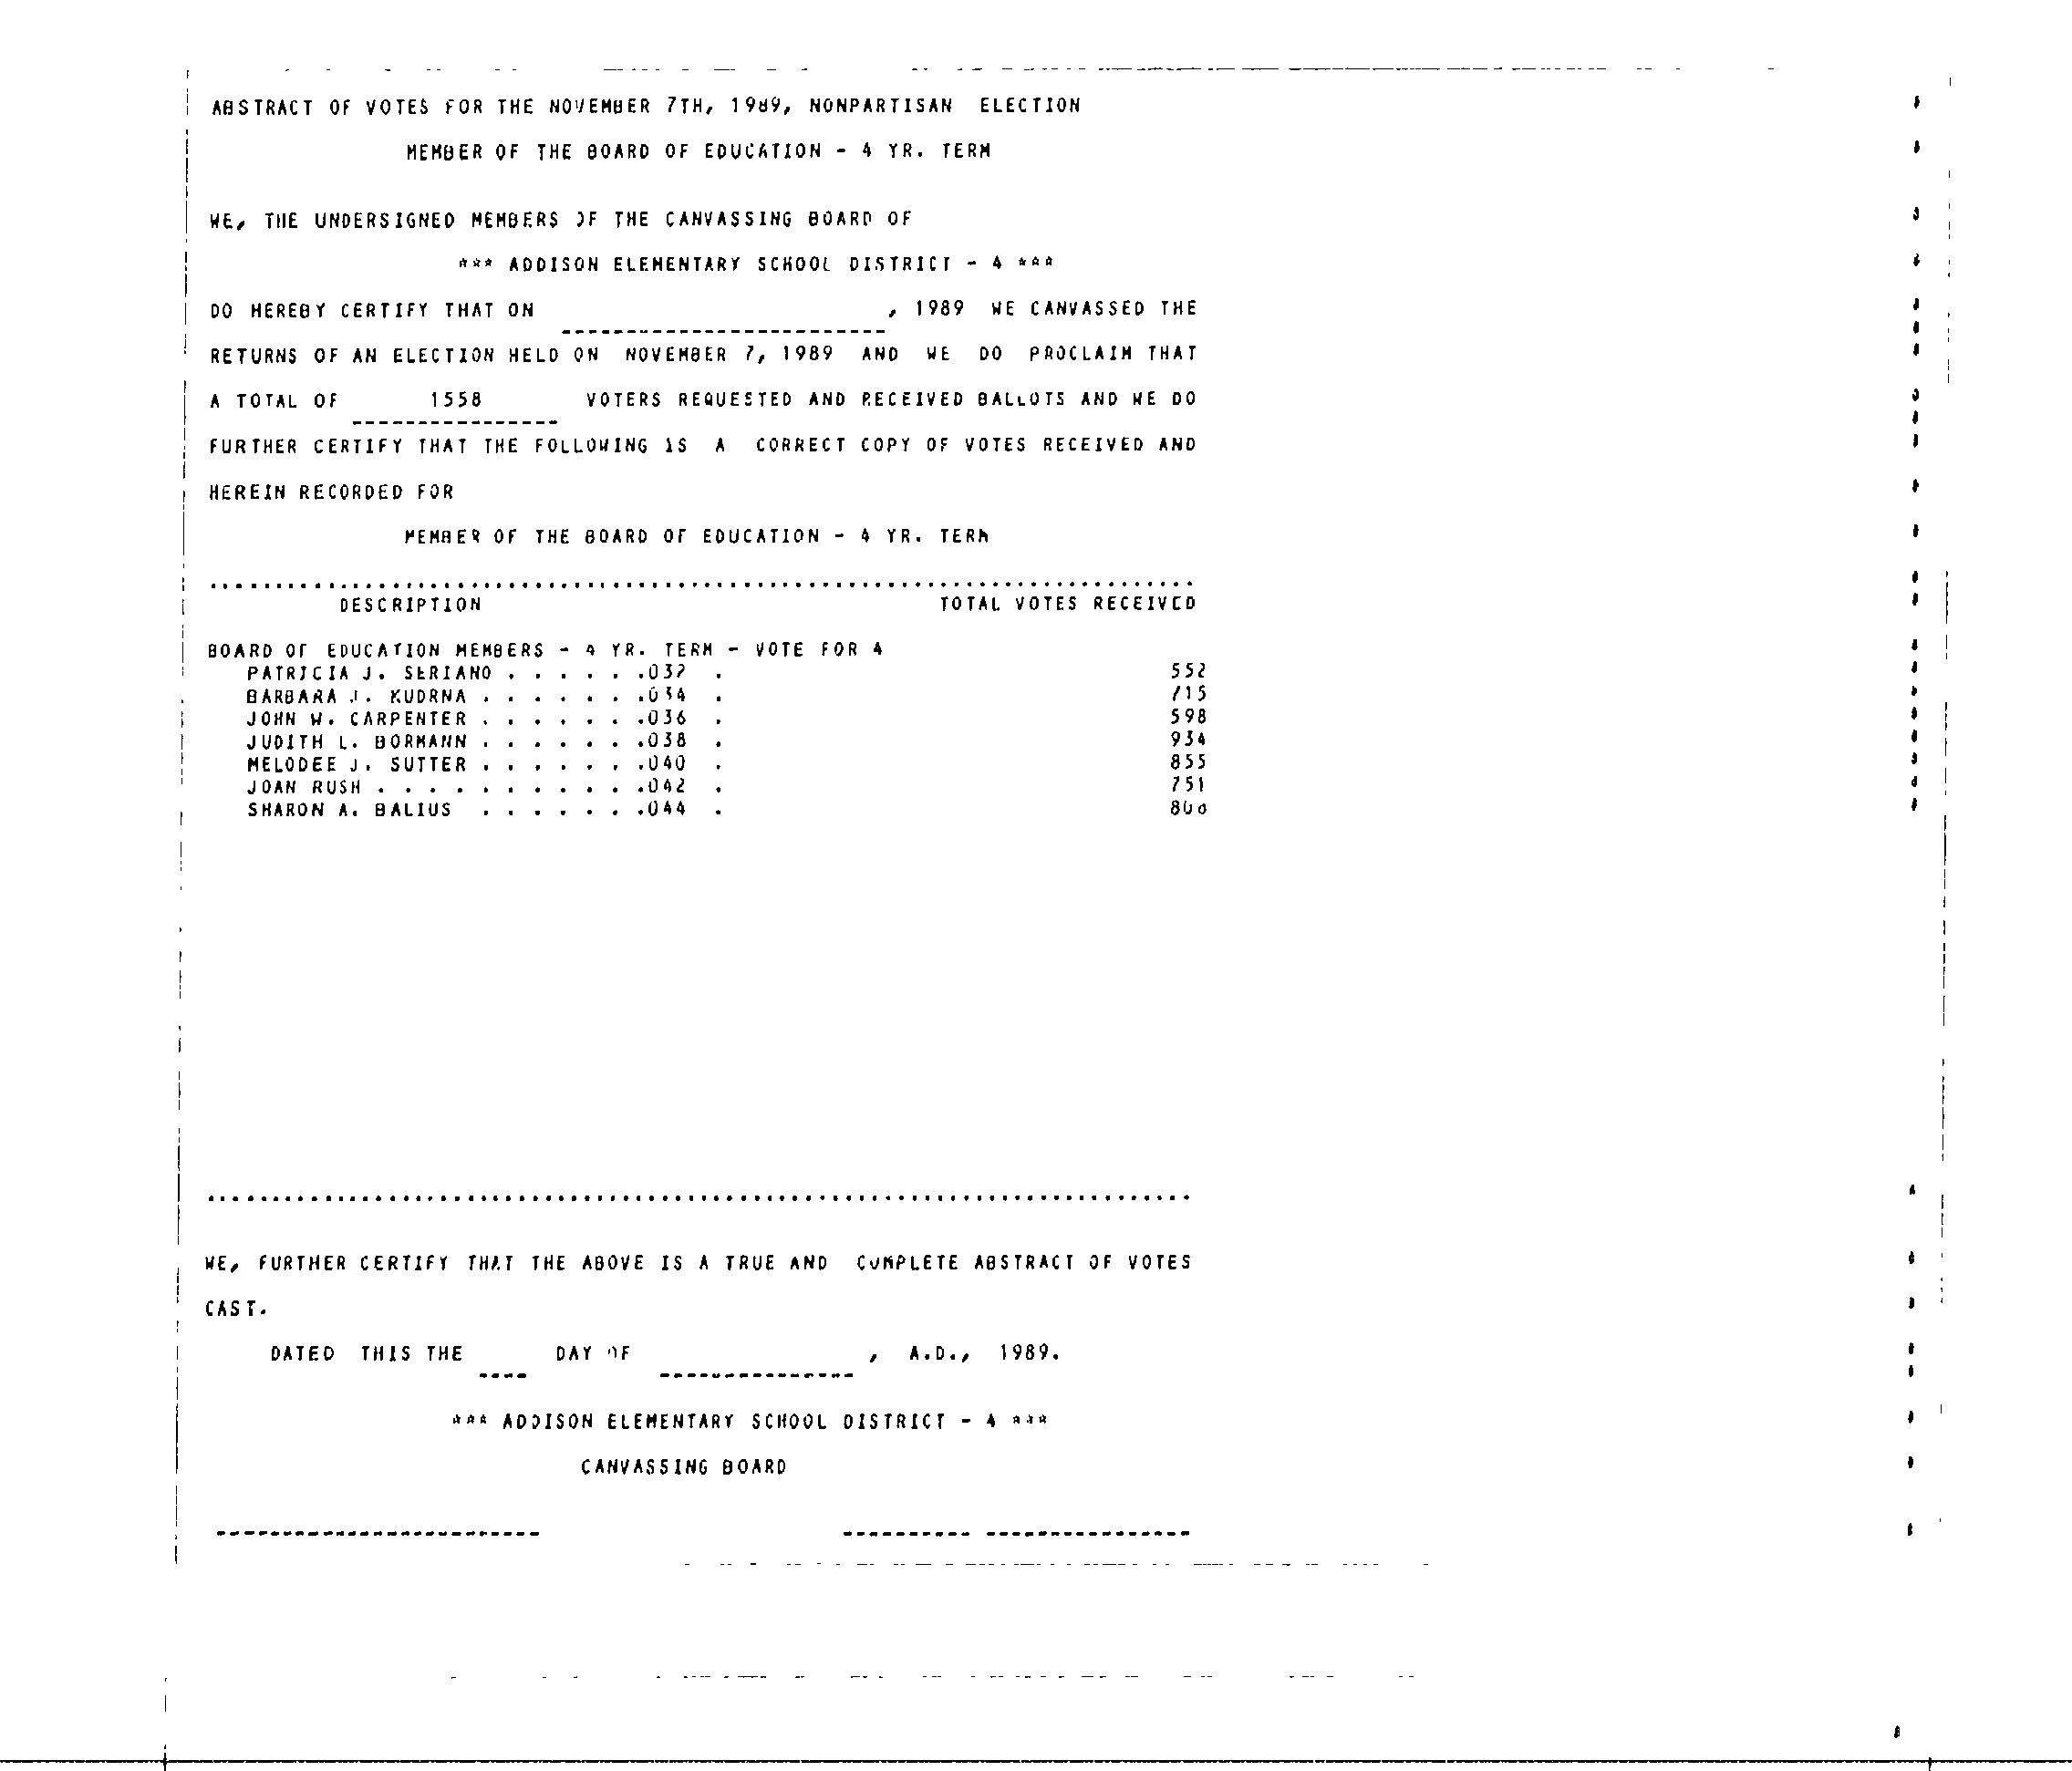 ABSTRACT OF VOTES FOR THE NOVEMBER 7TH, 1989, NONPARTISAN ELECTION
MEMBER OF THE BOARD OF EDUCATION - 4 YR. TERM
WE, THE UNDERSIGNED MEMBERS OF THE CANVASSING BOARD OF
*** ADDISON ELEMENTARY SCHOOL DISTRICT - 4 ***
DO HEREBY CERTIFY THAT ON , 1989 WE CANVASSED THE
RETURNS OF AN ELECTION HELD ON NOVEMBER 7, 1989 AND WE DO PROCLAIM THAT
A TOTAL OF 1558 VOTERS REQUESTED AND RECEIVED BALLOTS AND WE DO
FURTHER CERTIFY THAT THE FOLLOWING IS A CORRECT COPY OF VOTES RECEIVED AND
HEREIN RECORDED FOR
MEMBER OF THE BOARD OF EDUCATION - 4 YR. TERM
DESCRIPTION TOTAL VOTES RECEIVED
BOARD OF EDUCATION MEMBERS - 4 YR. TERM - VOTE FOR 4
PATRICIA J. SERIANO . . . . . .032 . 552
BARBARA J. KUDRNA . . . . . . .034 . 715
JOHN W. CARPENTER . . . . . . .036 . 598
JUDITH L. BORMANN . . . . . . .038 . 934
MELODEE J. SUTTER . . . . . . .040 . 855
JOAN RUSH . . . . . . . . . . .042 . 751
SHARON A. BALIUS . . . . . . .044 .
WE, FURTHER CERTIFY THAT THE ABOVE IS A TRUE AND COMPLETE ABSTRACT OF VOTES
CAST.
DATED THIS THE DAY OF , A.D., 1989.
*** ADDISON ELEMENTARY SCHOOL DISTRICT - 4 ***
CANVASSING BOARD